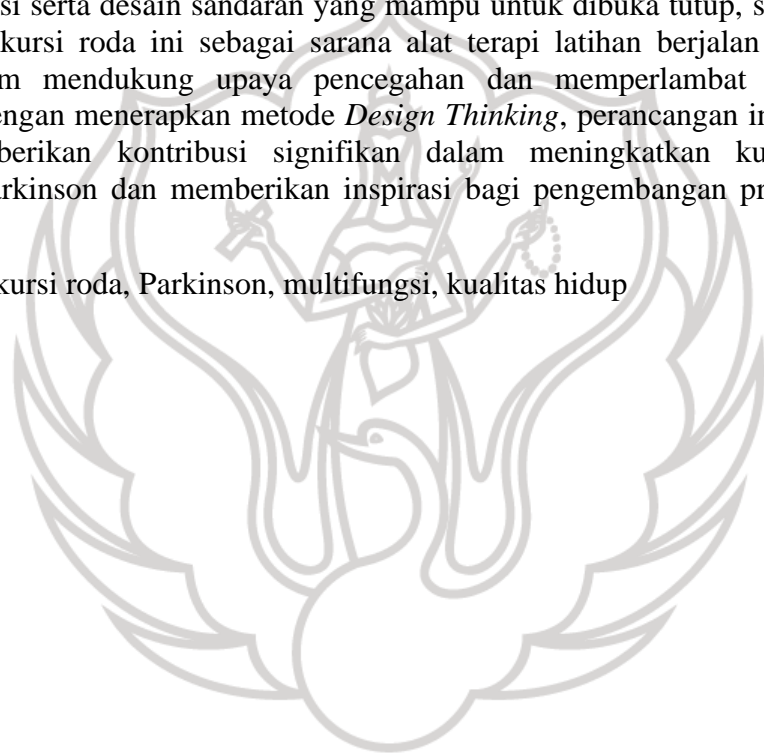 si serta desain sandaran yang mampu untuk dibuka tutup, s
kursi roda ini sebagai sarana alat terapi latihan berjalan
m mendukung upaya pencegahan dan memperlambat
engan menerapkan metode Design Thinking, perancangan in
berikan kontribusi signifikan dalam meningkatkan ku
arkinson dan memberikan inspirasi bagi pengembangan pr
kursi roda, Parkinson, multifungsi, kualitas hidup